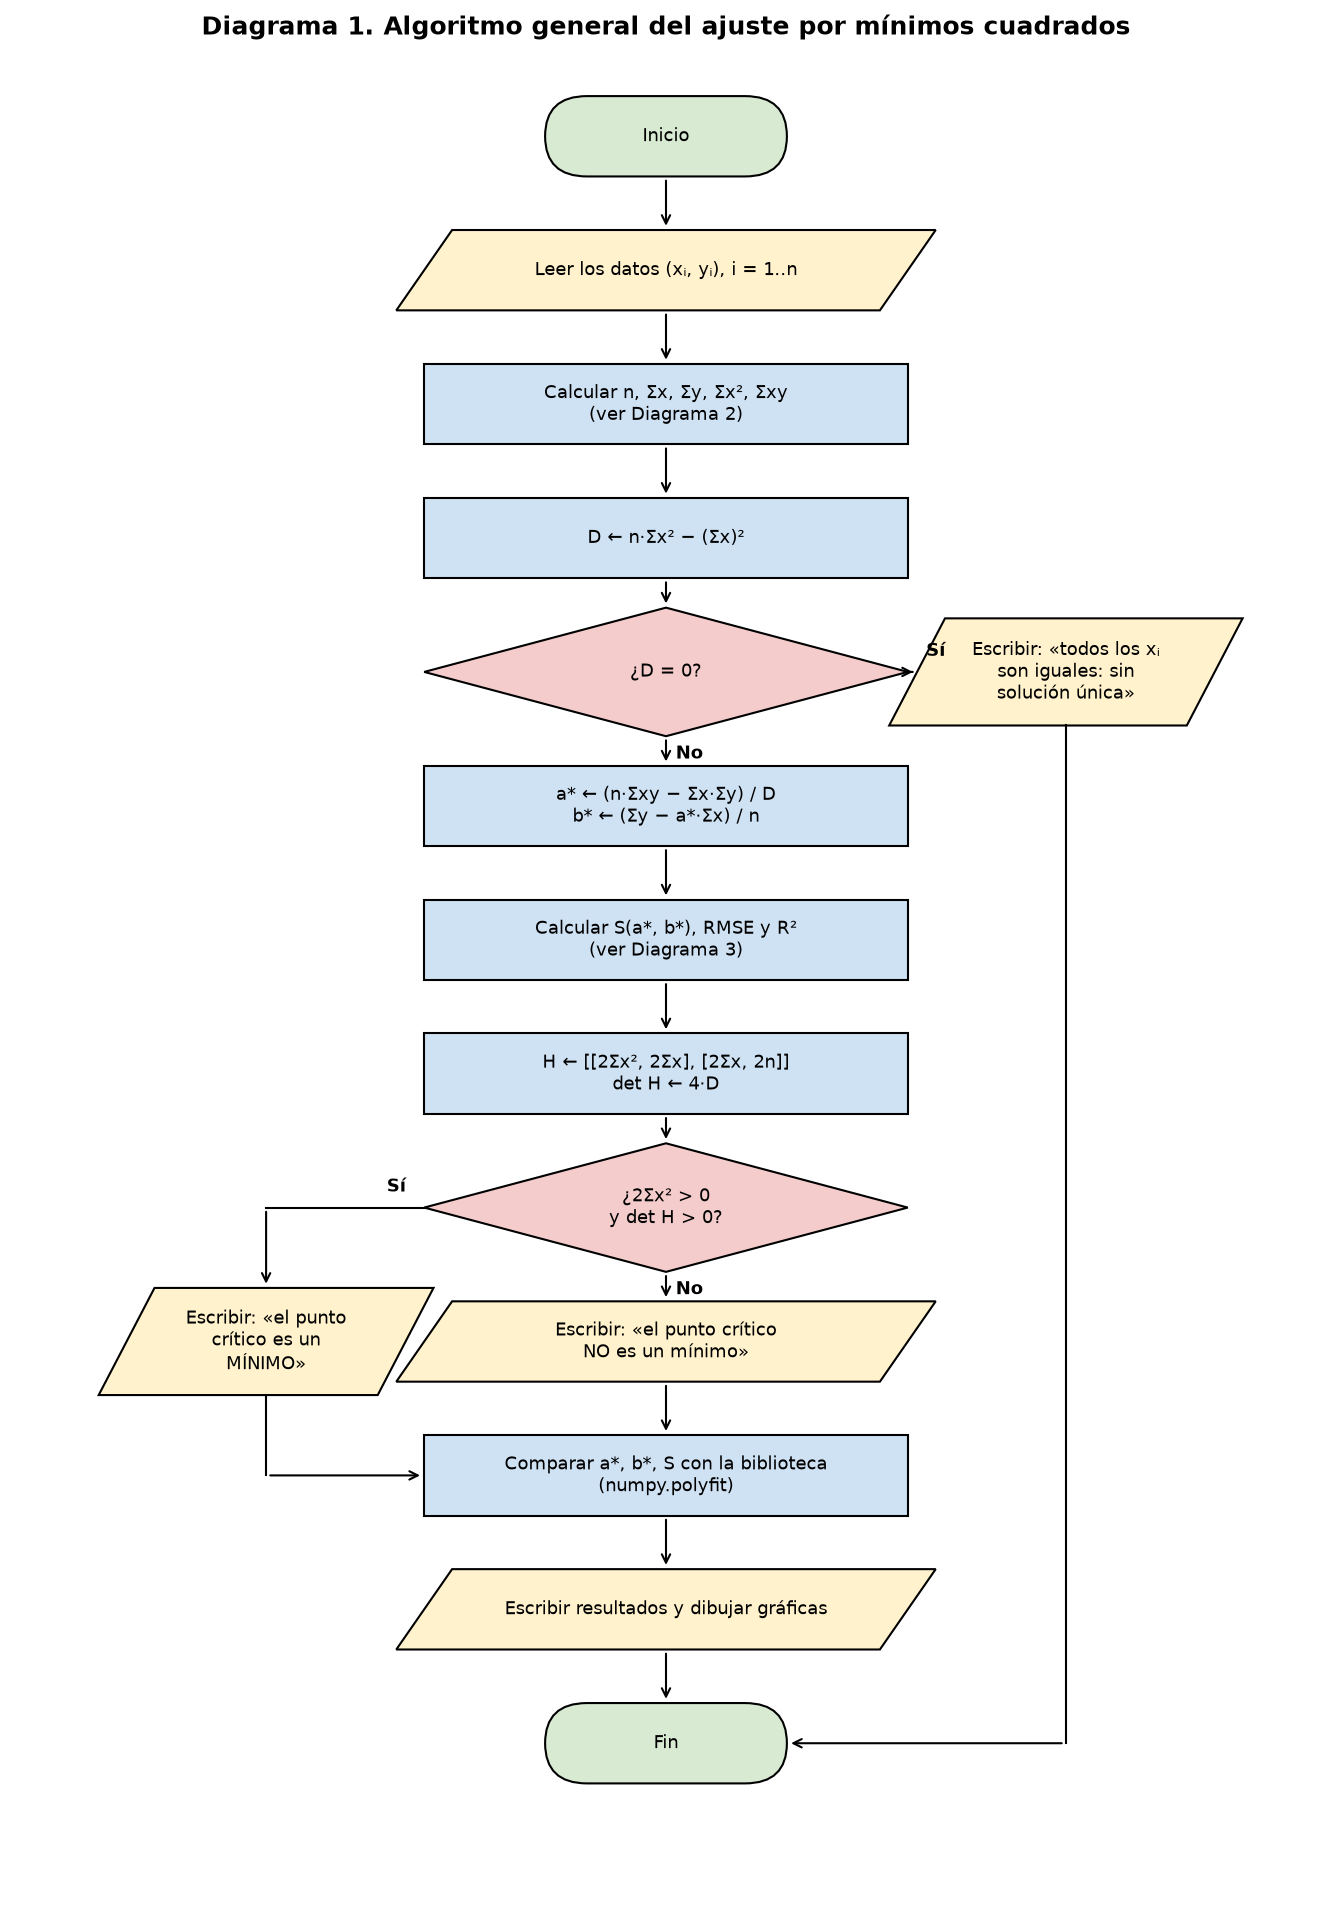 Diagrama 1. Algoritmo general del ajuste por mínimos cuadrados
Inicio
Leer los datos (xᵢ, yᵢ), i = 1..n
Calcular n, Σx, Σy, Σx², Σxy
(ver Diagrama 2)
D ← n·Σx² − (Σx)²
¿D = 0?
Sí
Escribir: «todos los xᵢ
son iguales: sin
solución única»
No
a* ← (n·Σxy − Σx·Σy) / D
b* ← (Σy − a*·Σx) / n
Calcular S(a*, b*), RMSE y R²
(ver Diagrama 3)
H ← [[2Σx², 2Σx], [2Σx, 2n]]
det H ← 4·D
¿2Σx² > 0
y det H > 0?
Sí
Escribir: «el punto
crítico es un
MÍNIMO»
No
Escribir: «el punto crítico
NO es un mínimo»
Comparar a*, b*, S con la biblioteca
(numpy.polyfit)
Escribir resultados y dibujar gráficas
Fin